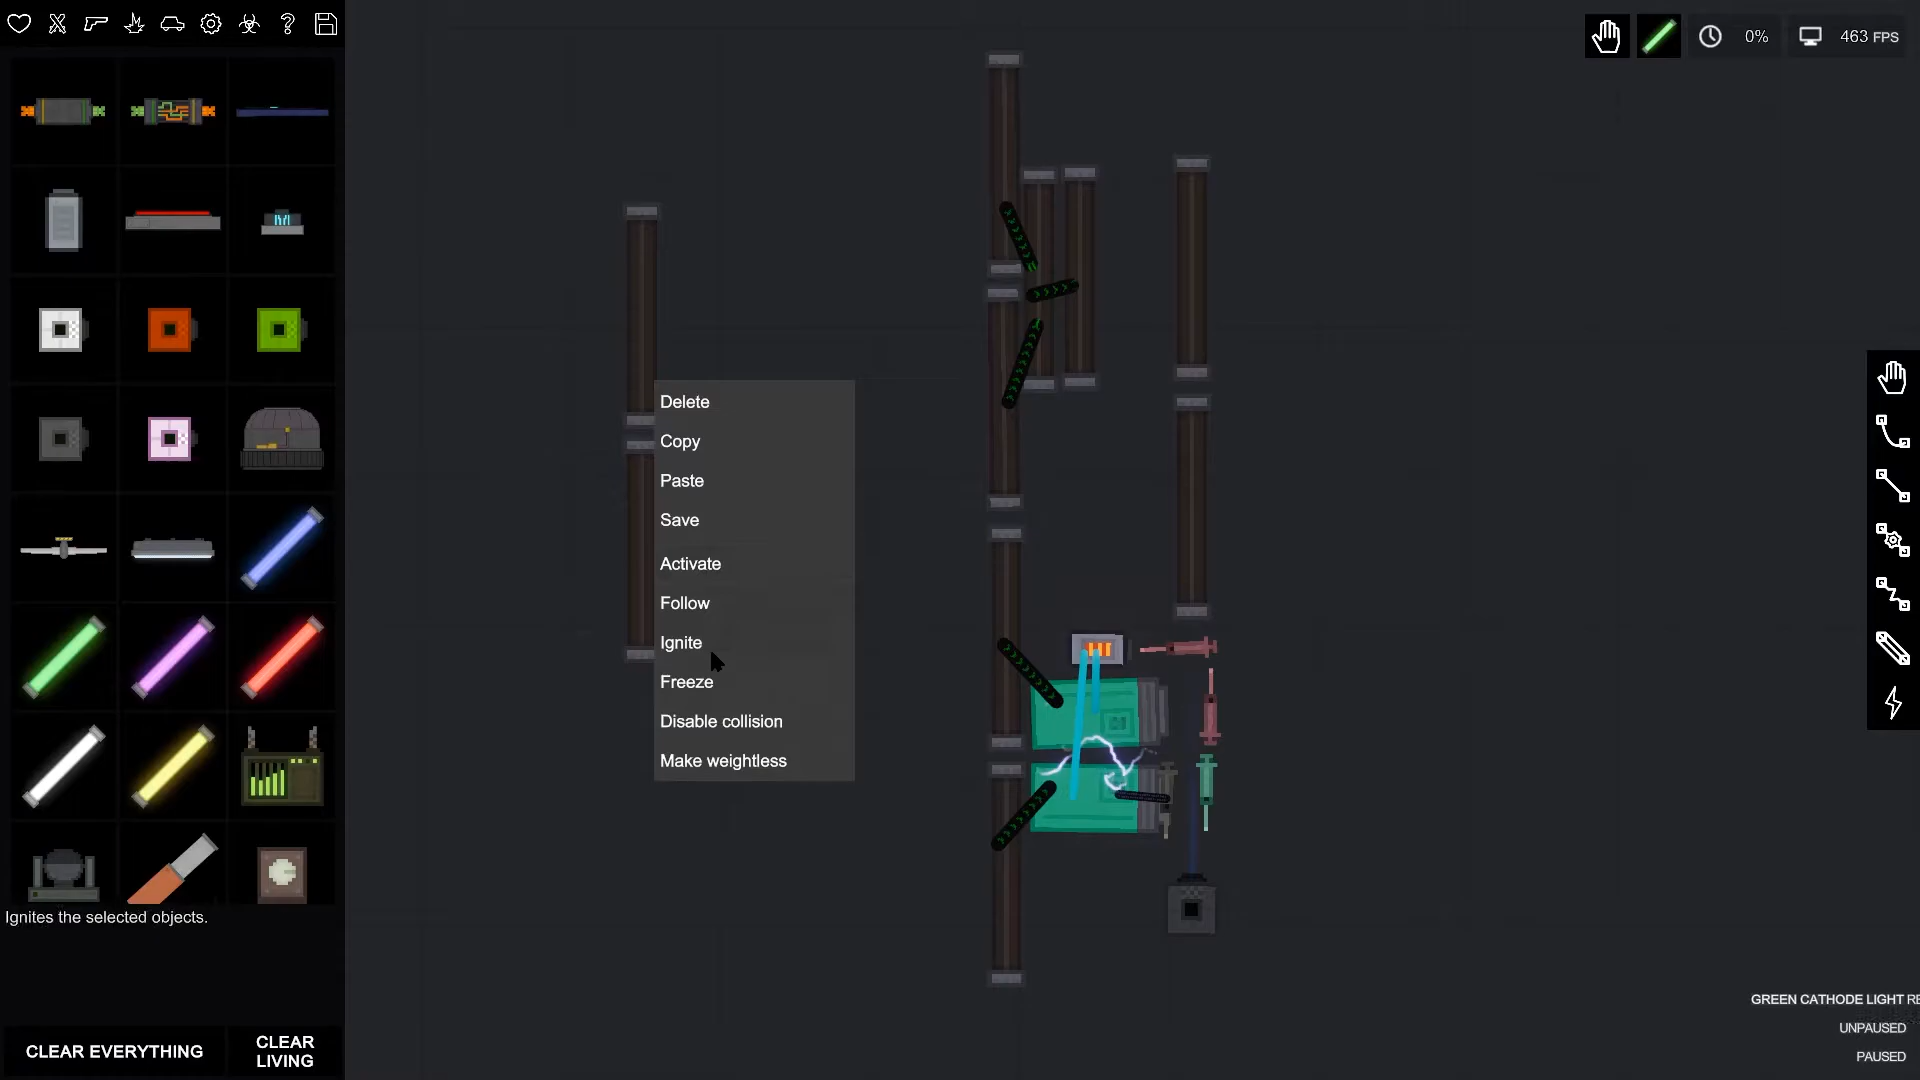 0%
463 FPS
Delete
Copy
Paste
Save
Activate
Follow
Ignite
Freeze
Disable collision
Make weightless
Ignites the selected objects.
GREEN CATHODE LIGHT RE
UNPAUSED
PAUSED
CLEAR EVERYTHING
CLEAR
LIVING